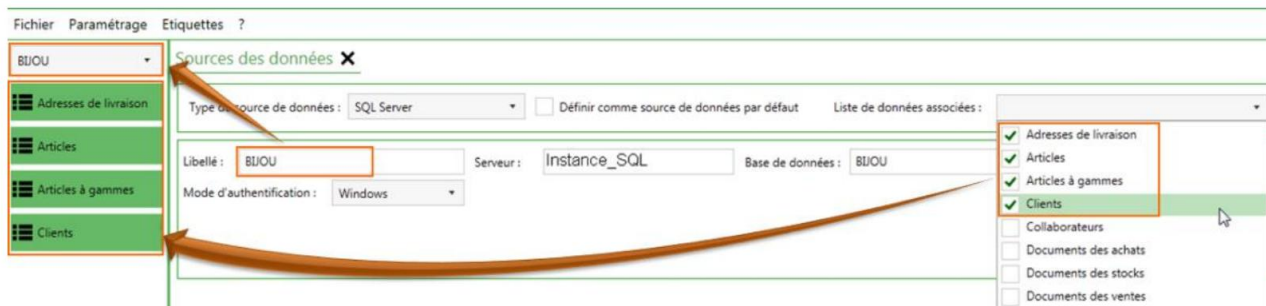 Fichier Paramétrage Etiquettes ?
BIJOU
Sources des données
Adresses de livraison
Articles
Articles à gammes
Clients
Type de source de données : SQL Server Définir comme source de données par défaut Liste de données associées :
Libellé : BIJOU Serveur : Instance_SQL Base de données : BIJOU
Mode d'authentification : Windows
Adresses de livraison
Articles
Articles à gammes
Clients
Collaborateurs
Documents des achats
Documents des stocks
Documents des ventes